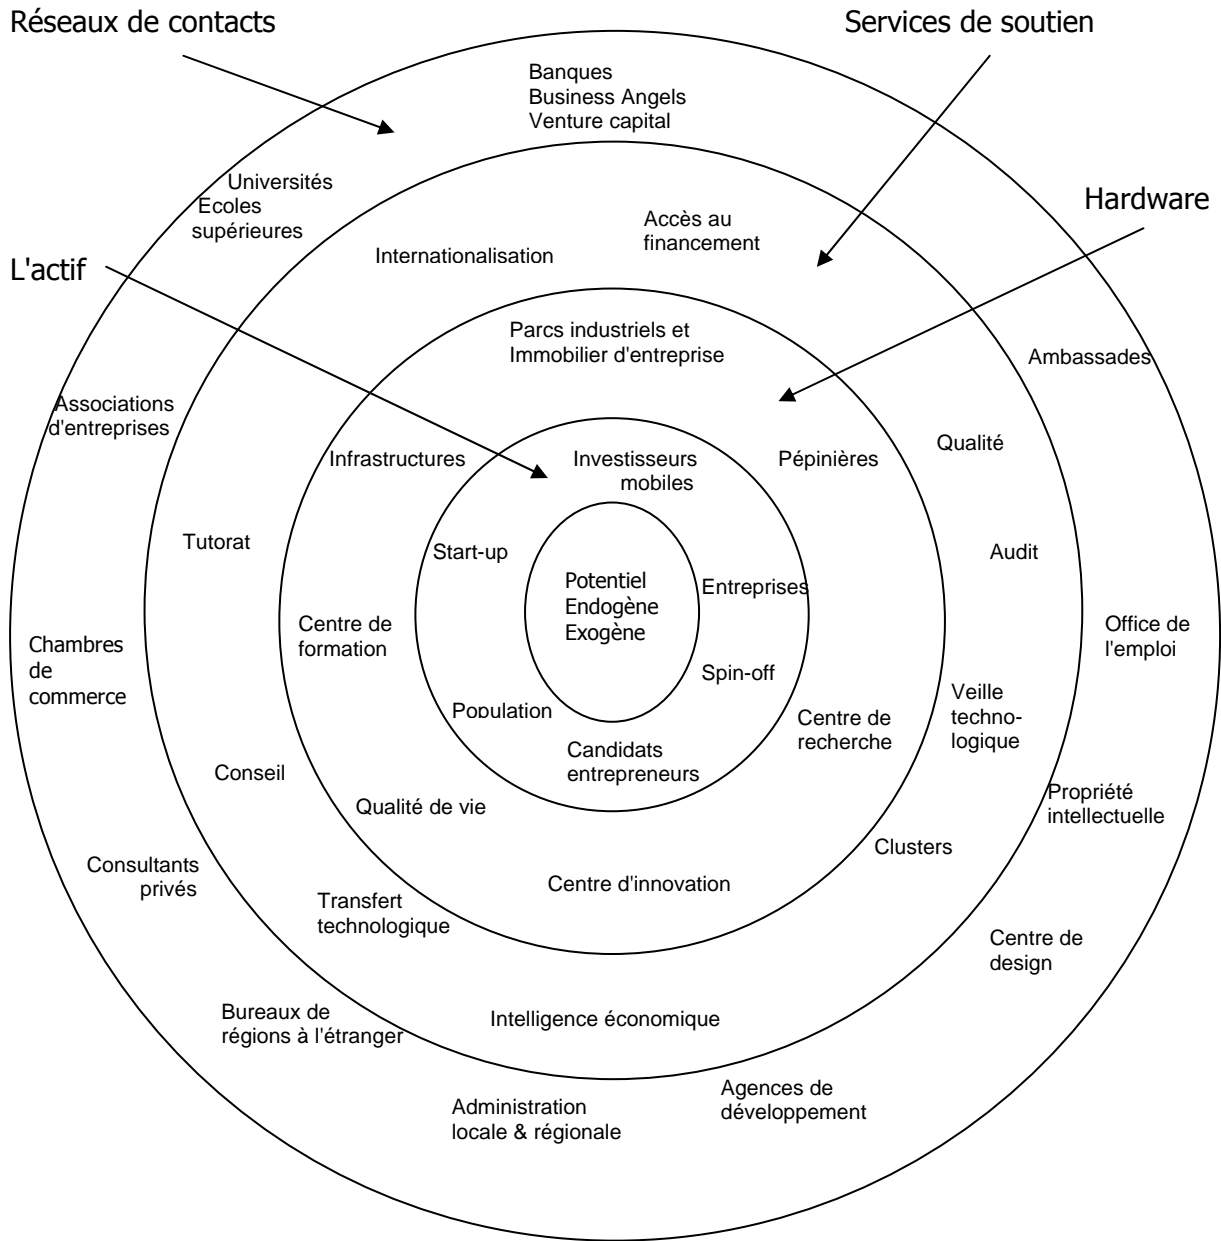 Réseaux de contacts
Services de soutien
Banques
Business Angels
Venture capital
Universités
Ecoles
supérieures
Hardware
Accès au
financement
Internationalisation
L'actif
Parcs industriels et
Immobilier d'entreprise
Ambassades
Associations
d'entreprises
Qualité
Infrastructures
Investisseurs
mobiles
Pépinières
Tutorat
Start-up
Audit
Potentiel
Endogène
Exogène
Entreprises
Centre de
formation
Office de
l'emploi
Chambres
de
commerce
Spin-off
Veille
techno-
logique
Population
Centre de
recherche
Candidats
entrepreneurs
Conseil
Qualité de vie
Propriété
intellectuelle
Clusters
Consultants
privés
Centre d'innovation
Transfert
technologique
Centre de
design
Bureaux de
régions à l'étranger
Intelligence économique
Agences de
développement
Administration
locale & régionale